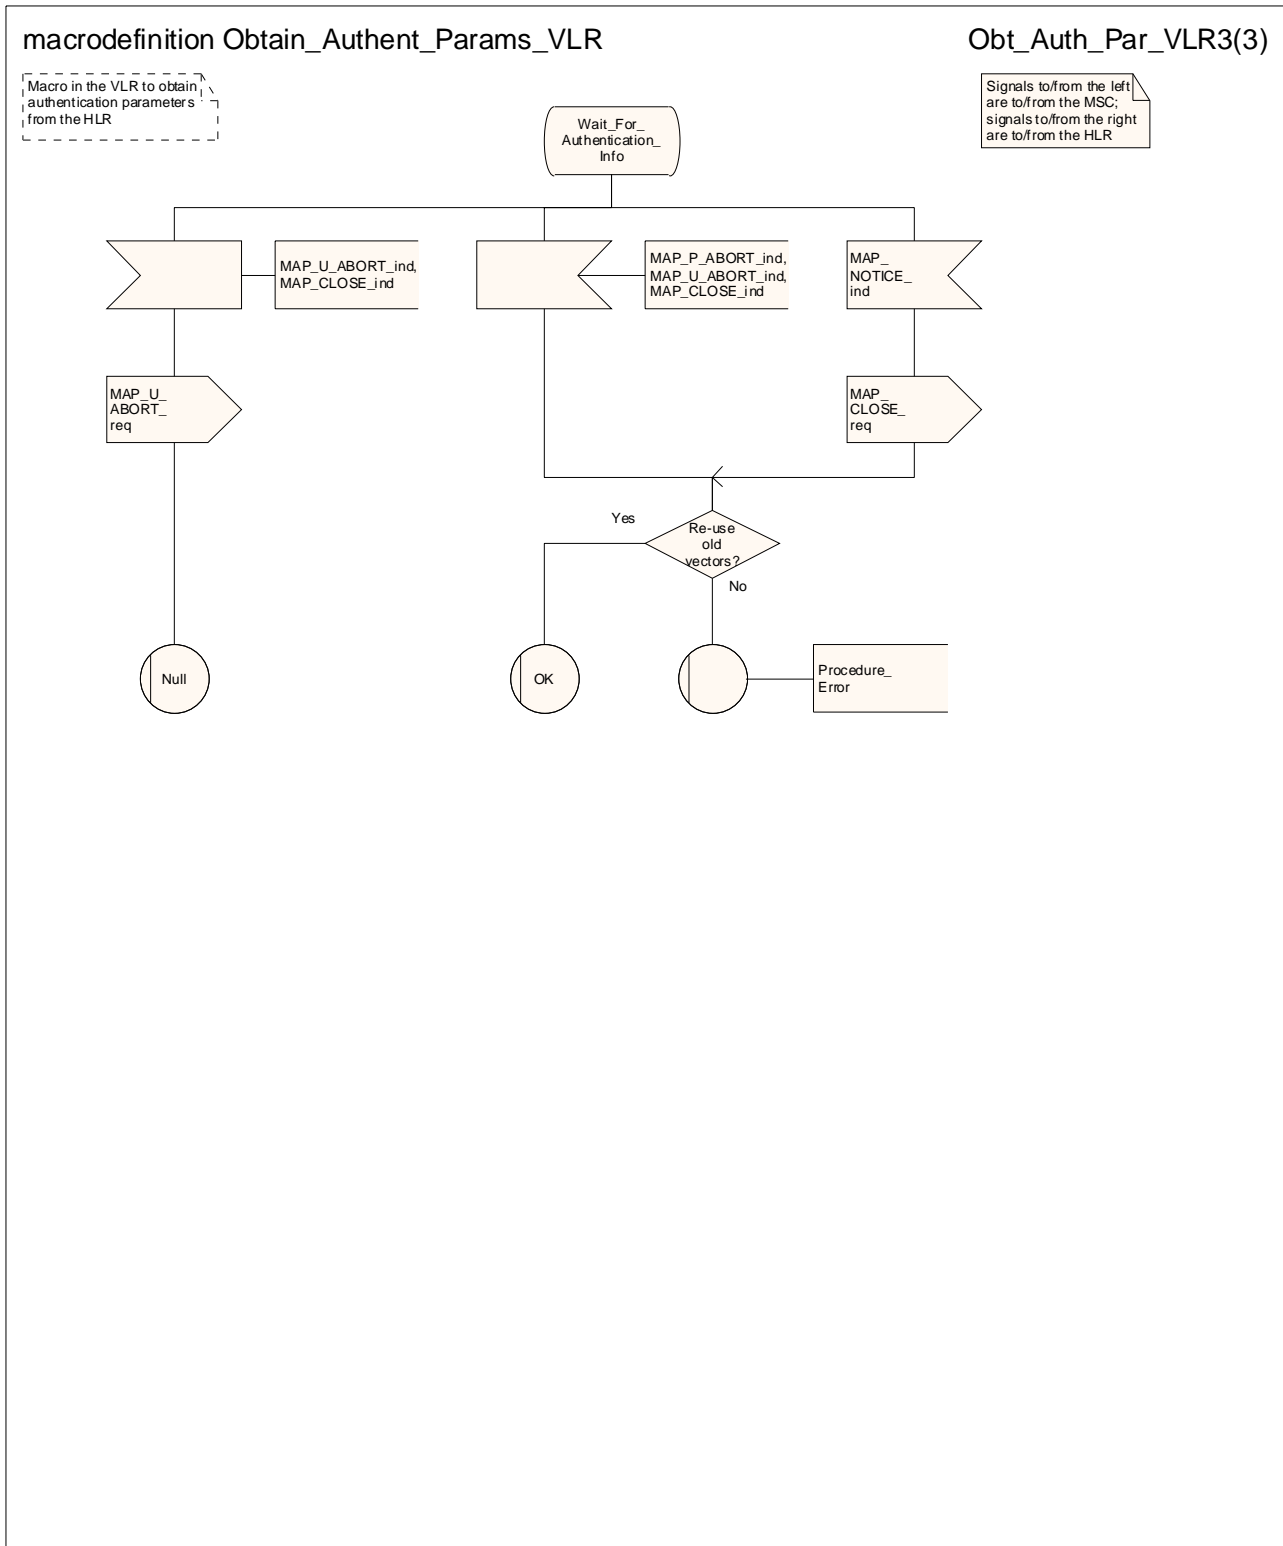 macrodefinition Obtain_Authent_Params_VLR
Obt_Auth_Par_VLR3(3)
Macro in the VLR to obtain
authentication parameters
from the HLR
Signals to/from the left
are to/from the MSC;
signals to/from the right
are to/from the HLR
Wait_For_
Authentication_
Info
MAP_U_ABORT_ind,
MAP_CLOSE_ind
MAP_P_ABORT_ind,
MAP_U_ABORT_ind,
MAP_CLOSE_ind
MAP_
NOTICE_
ind
MAP_U_
ABORT_
req
MAP_
CLOSE_
req
Yes
Re-use
old
vectors?
No
Null
OK
Procedure_
Error